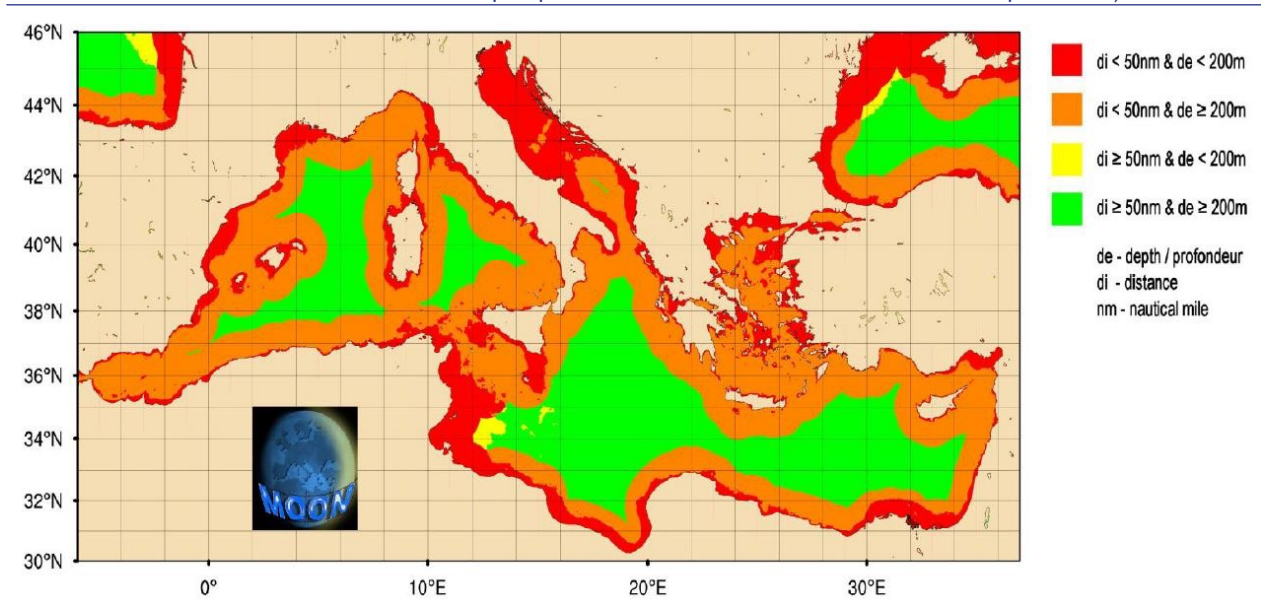 46°N
44°N
42°N
40°N
38°N
36°N
34°N
32°N
30°N
0°
10°E
20°E
30°E
MOON
di < 50nm & de < 200m
di < 50nm & de ≥ 200m
di ≥ 50nm & de < 200m
di ≥ 50nm & de ≥ 200m
de - depth / profondeur
di - distance
nm - nautical mile